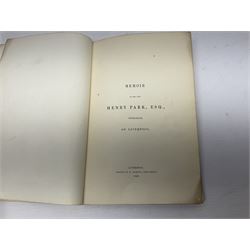 MEMOIR
OF THE LATE
HENRY PARK, ESQ.,
SURGEON,
OF LIVERPOOL.
LIVERPOOL: